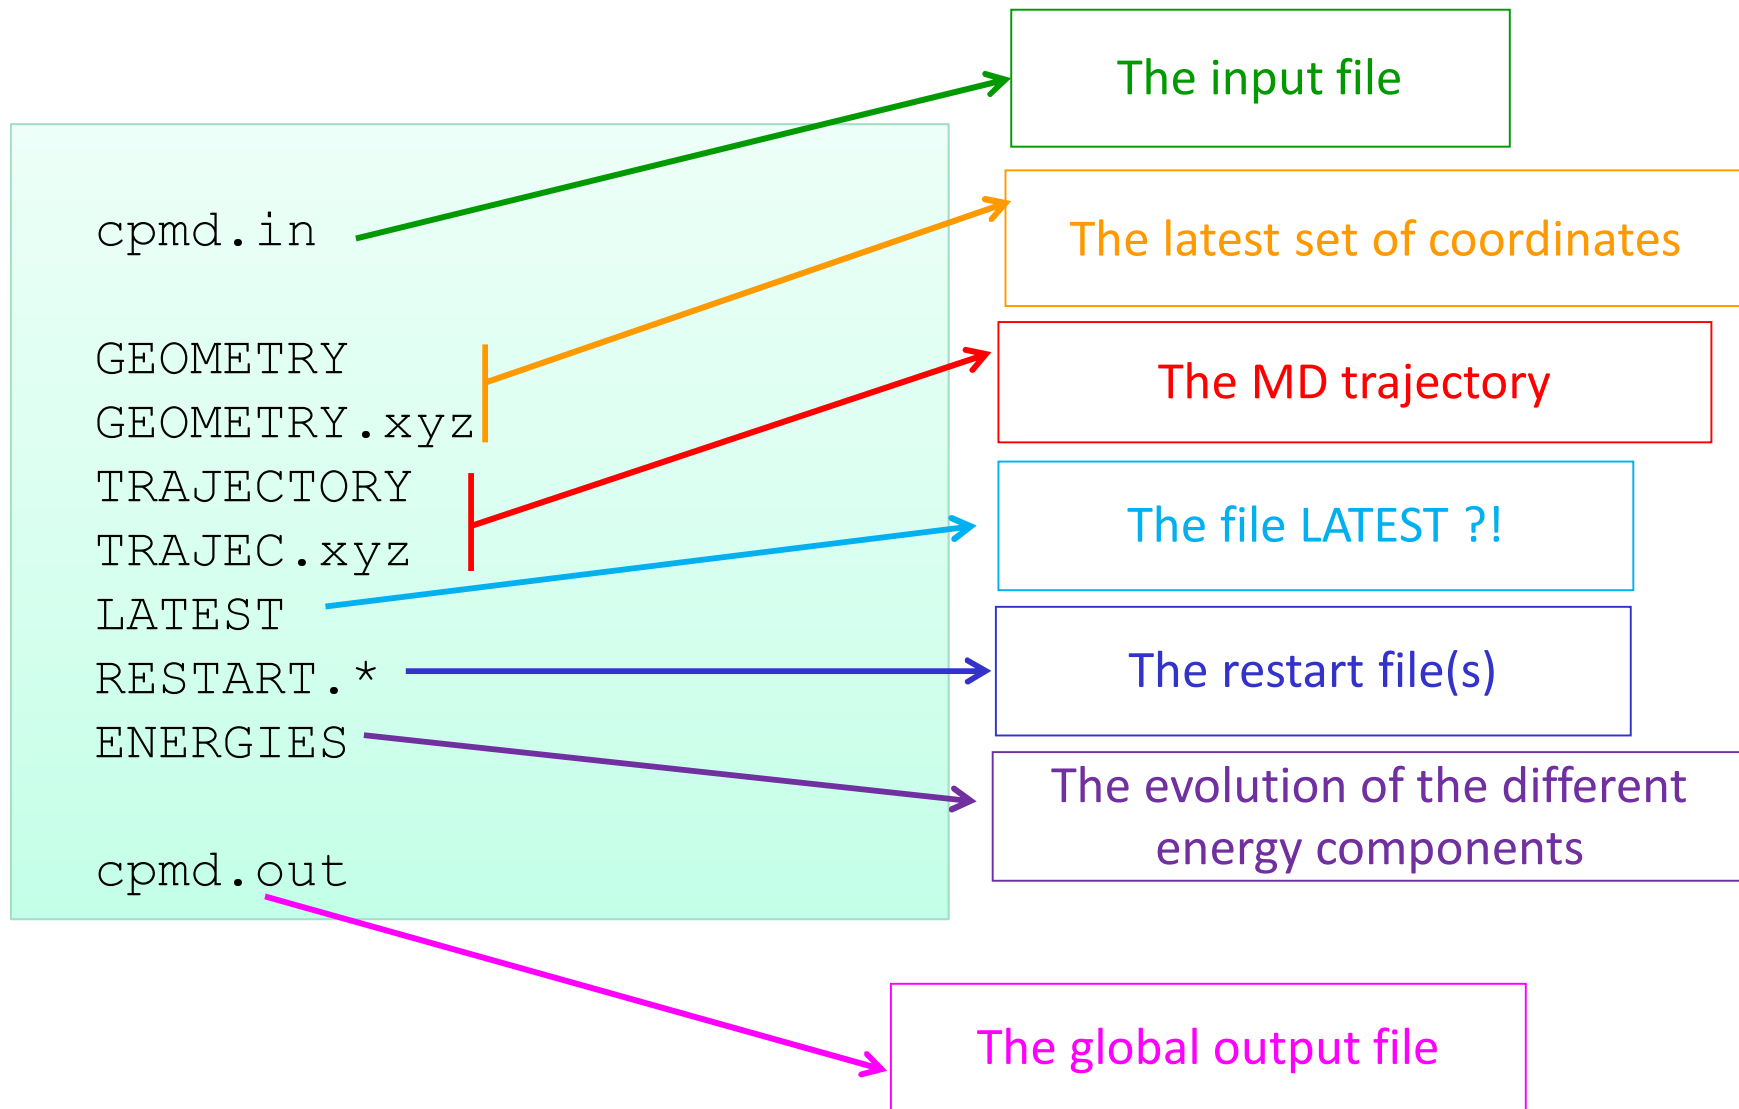 cpmd.in
GEOMETRY
GEOMETRY.xyz
TRAJECTORY
TRAJEC.xyz
LATEST
RESTART.*
ENERGIES
cpmd.out
The input file
The latest set of coordinates
The MD trajectory
The file LATEST ?!
The restart file(s)
The evolution of the different
energy components
The global output file